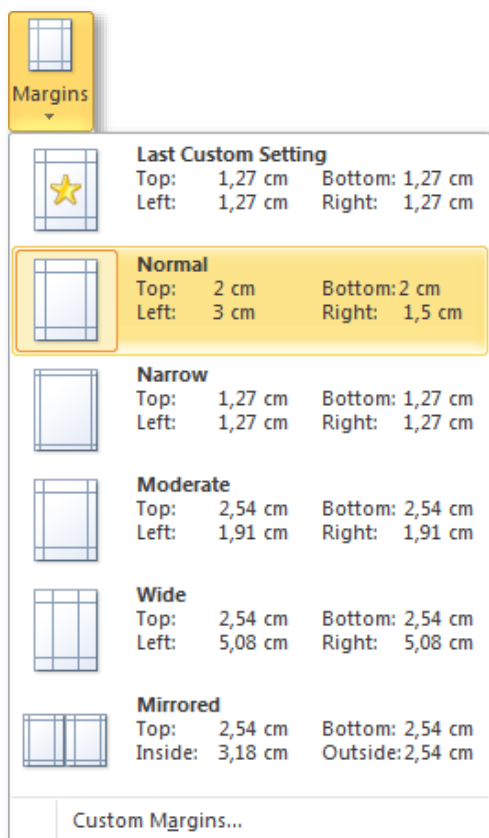 Margins
Last Custom Setting
Top: 1,27 cm Bottom: 1,27 cm
Left: 1,27 cm Right: 1,27 cm
Normal
Top: 2 cm Bottom: 2 cm
Left: 3 cm Right: 1,5 cm
Narrow
Top: 1,27 cm Bottom: 1,27 cm
Left: 1,27 cm Right: 1,27 cm
Moderate
Top: 2,54 cm Bottom: 2,54 cm
Left: 1,91 cm Right: 1,91 cm
Wide
Top: 2,54 cm Bottom: 2,54 cm
Left: 5,08 cm Right: 5,08 cm
Mirrored
Top: 2,54 cm Bottom: 2,54 cm
Inside: 3,18 cm Outside: 2,54 cm
Custom Margins...